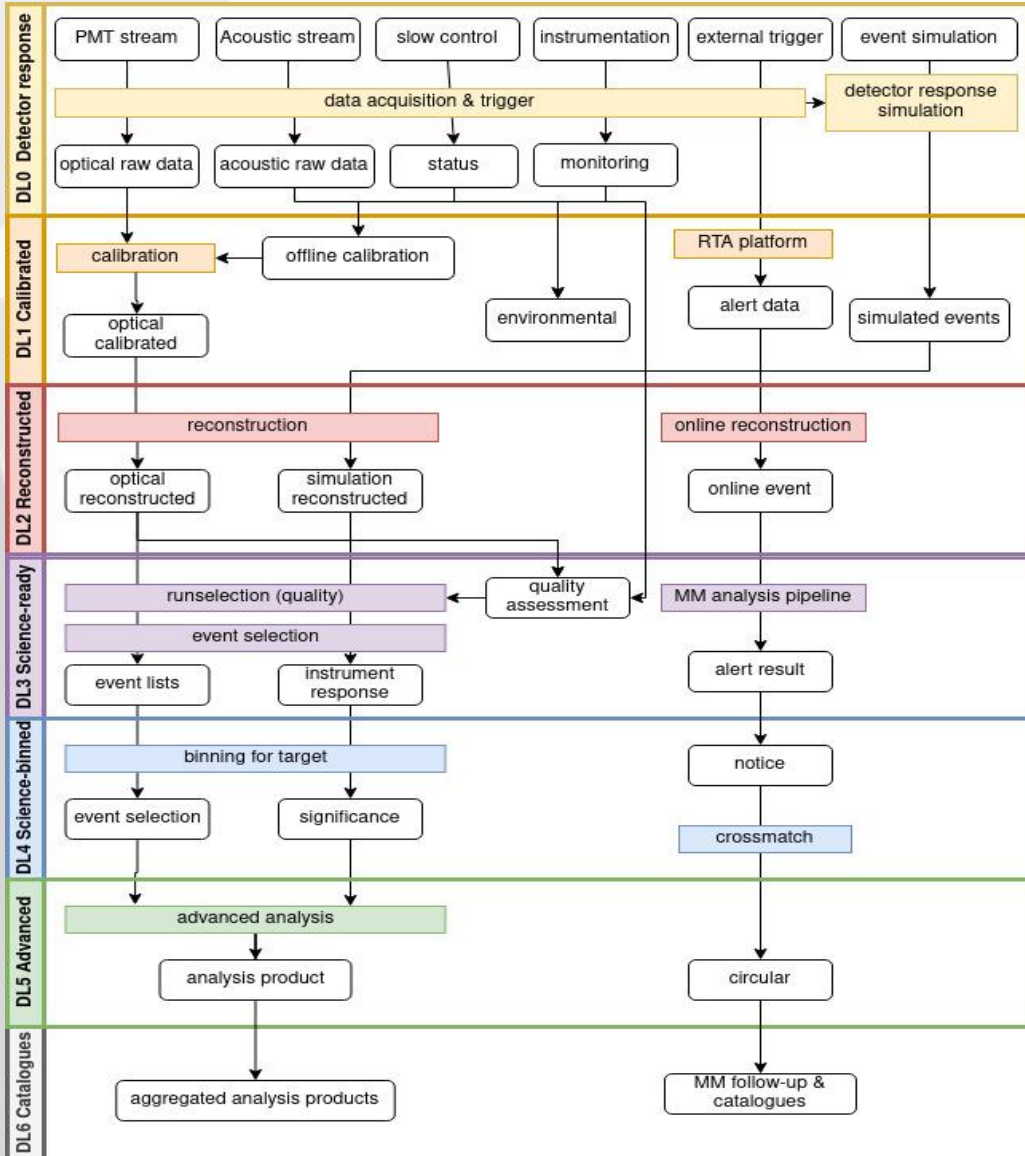 DL0 Detector response
PMT stream
Acoustic stream
slow control
instrumentation
external trigger
event simulation
data acquisition & trigger
detector response
simulation
optical raw data
acoustic raw data
status
monitoring
DL1 Calibrated
calibration
offline calibration
RTA platform
optical
calibrated
environmental
alert data
simulated events
DL2 Reconstructed
reconstruction
online reconstruction
optical
reconstructed
simulation
reconstructed
online event
DL3 Science-ready
runselection (quality)
quality
assessment
MM analysis pipeline
event selection
event lists
instrument
response
alert result
DL4 Science-binned
binning for target
notice
event selection
significance
crossmatch
DL5 Advanced
advanced analysis
analysis product
circular
DL6 Catalogues
aggregated analysis products
MM follow-up &
catalogues